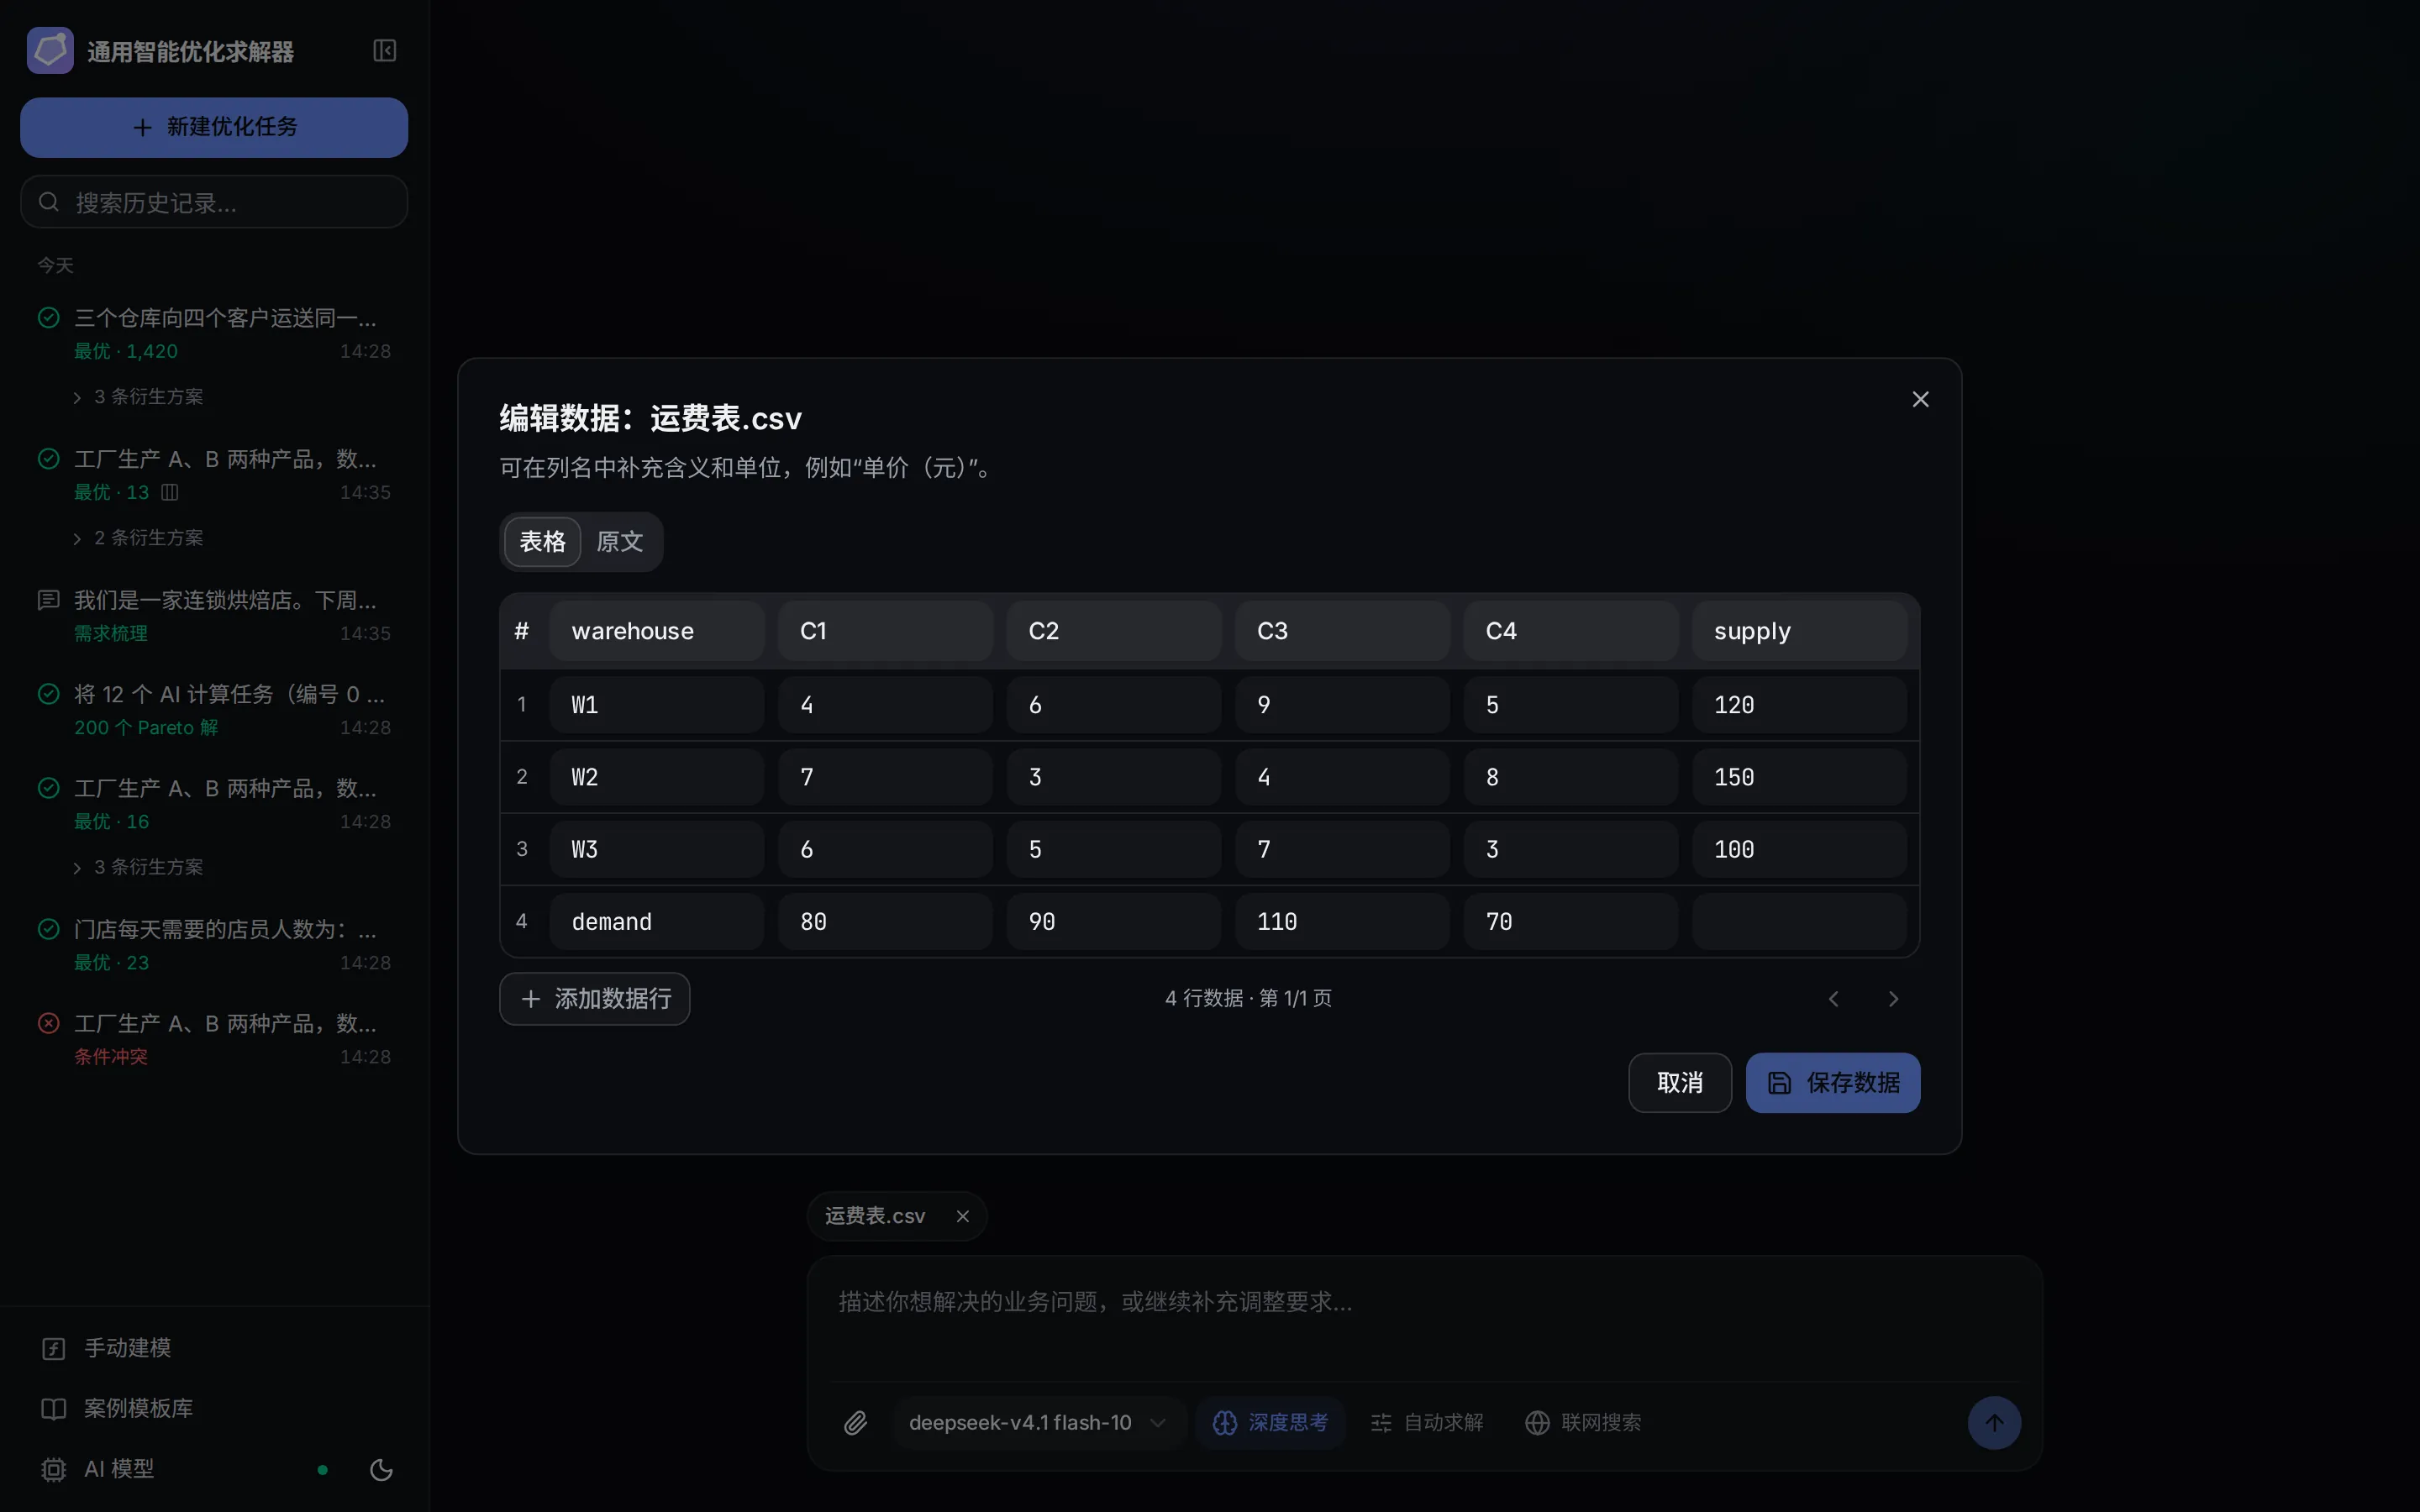 通用智能优化求解器
新建优化任务
搜索历史记录...
今天
三个仓库向四个客户运送同一...
最优 · 1,420 14:28
3 条衍生方案
工厂生产 A、B 两种产品，数...
最优 · 13 14:35
2 条衍生方案
我们是一家连锁烘焙店。下周...
需求梳理 14:35
将 12 个 AI 计算任务（编号 0 ...
200 个 Pareto 解 14:28
工厂生产 A、B 两种产品，数...
最优 · 16 14:28
3 条衍生方案
门店每天需要的店员人数为：...
最优 · 23 14:28
工厂生产 A、B 两种产品，数...
条件冲突 14:28
手动建模
案例模板库
AI 模型
编辑数据：运费表.csv
可在列名中补充含义和单位，例如“单价（元）”。
表格 原文
# warehouse C1 C2 C3 C4 supply
1 W1 4 6 9 5 120
2 W2 7 3 4 8 150
3 W3 6 5 7 3 100
4 demand 80 90 110 70
添加数据行 4 行数据 · 第 1/1 页
取消 保存数据
运费表.csv
描述你想解决的业务问题，或继续补充调整要求...
deepseek-v4.1 flash-10 深度思考 自动求解 联网搜索